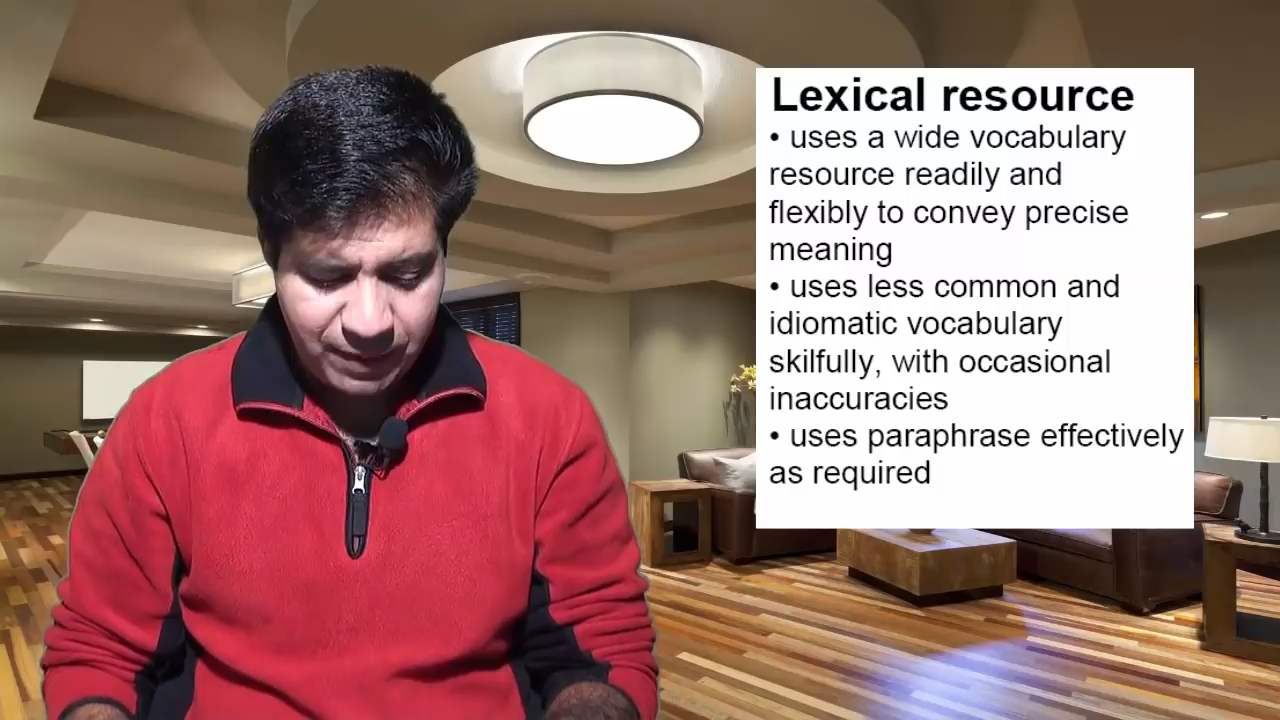 Lexical resource
• uses a wide vocabulary
resource readily and
flexibly to convey precise
meaning
• uses less common and
idiomatic vocabulary
skilfully, with occasional
inaccuracies
• uses paraphrase effectively
as required